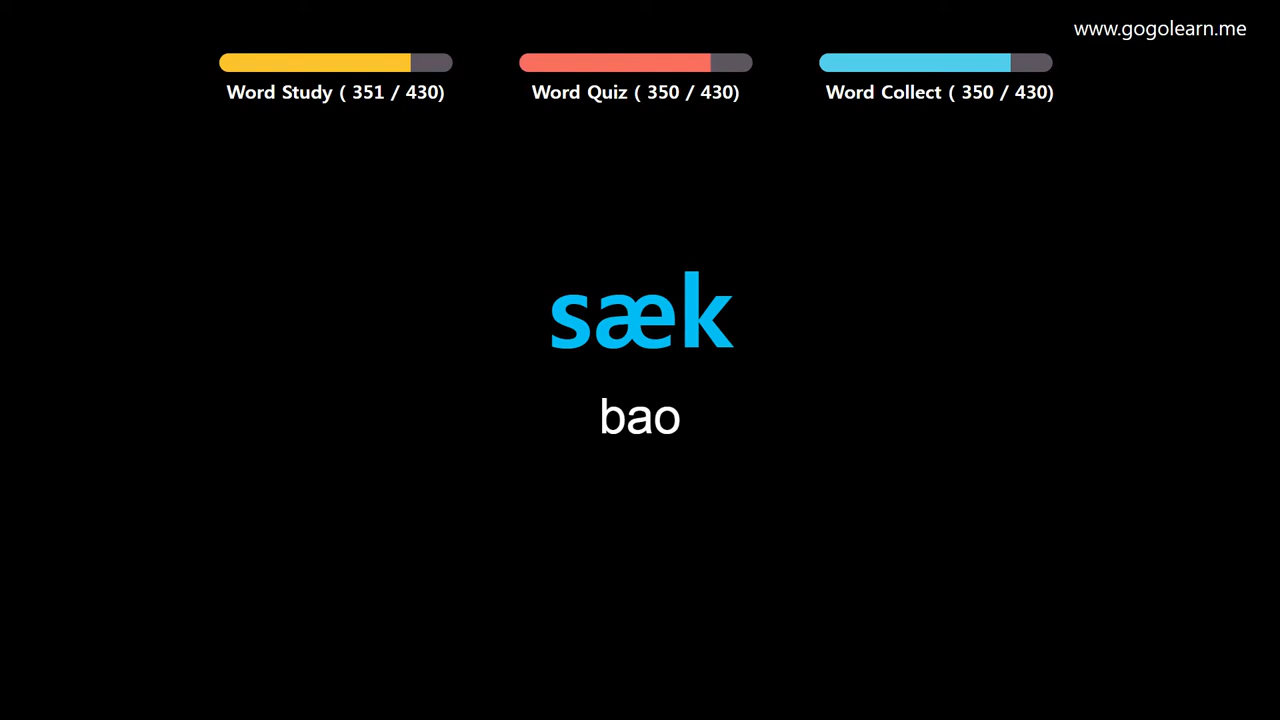 www.gogolearn.me
Word Study ( 351 / 430)
Word Quiz ( 350 / 430)
Word Collect ( 350 / 430)
sæk
bao